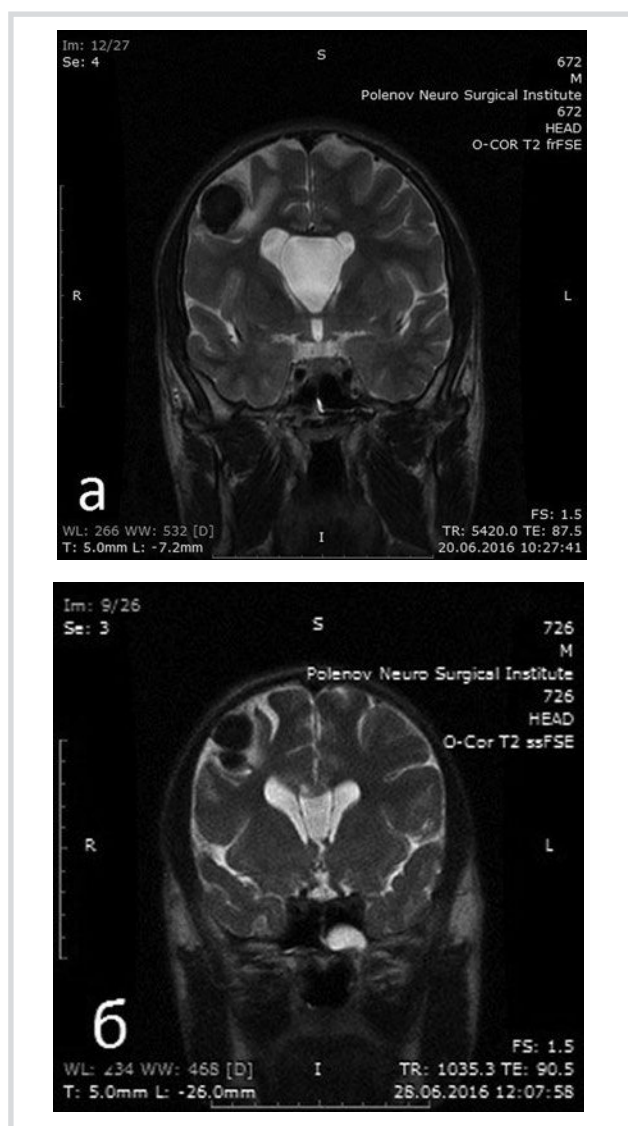 Im: 12/27
Se: 4
S
672
M
Polenov Neuro Surgical Institute
672
HEAD
O-COR T2 frFSE
R
L
а
WL: 266 WW: 532 [D]
T: 5.0mm L: -7.2mm
I
FS: 1.5
TR: 5420.0 TE: 87.5
20.06.2016 10:27:41
Im: 9/26
Se: 3
S
726
M
Polenov Neuro Surgical Institute
726
HEAD
O-Cor T2 ssFSE
R
L
б
WL: 234 WW: 468 [D]
T: 5.0mm L: -26.0mm
I
FS: 1.5
TR: 1035.3 TE: 90.5
28.06.2016 12:07:58